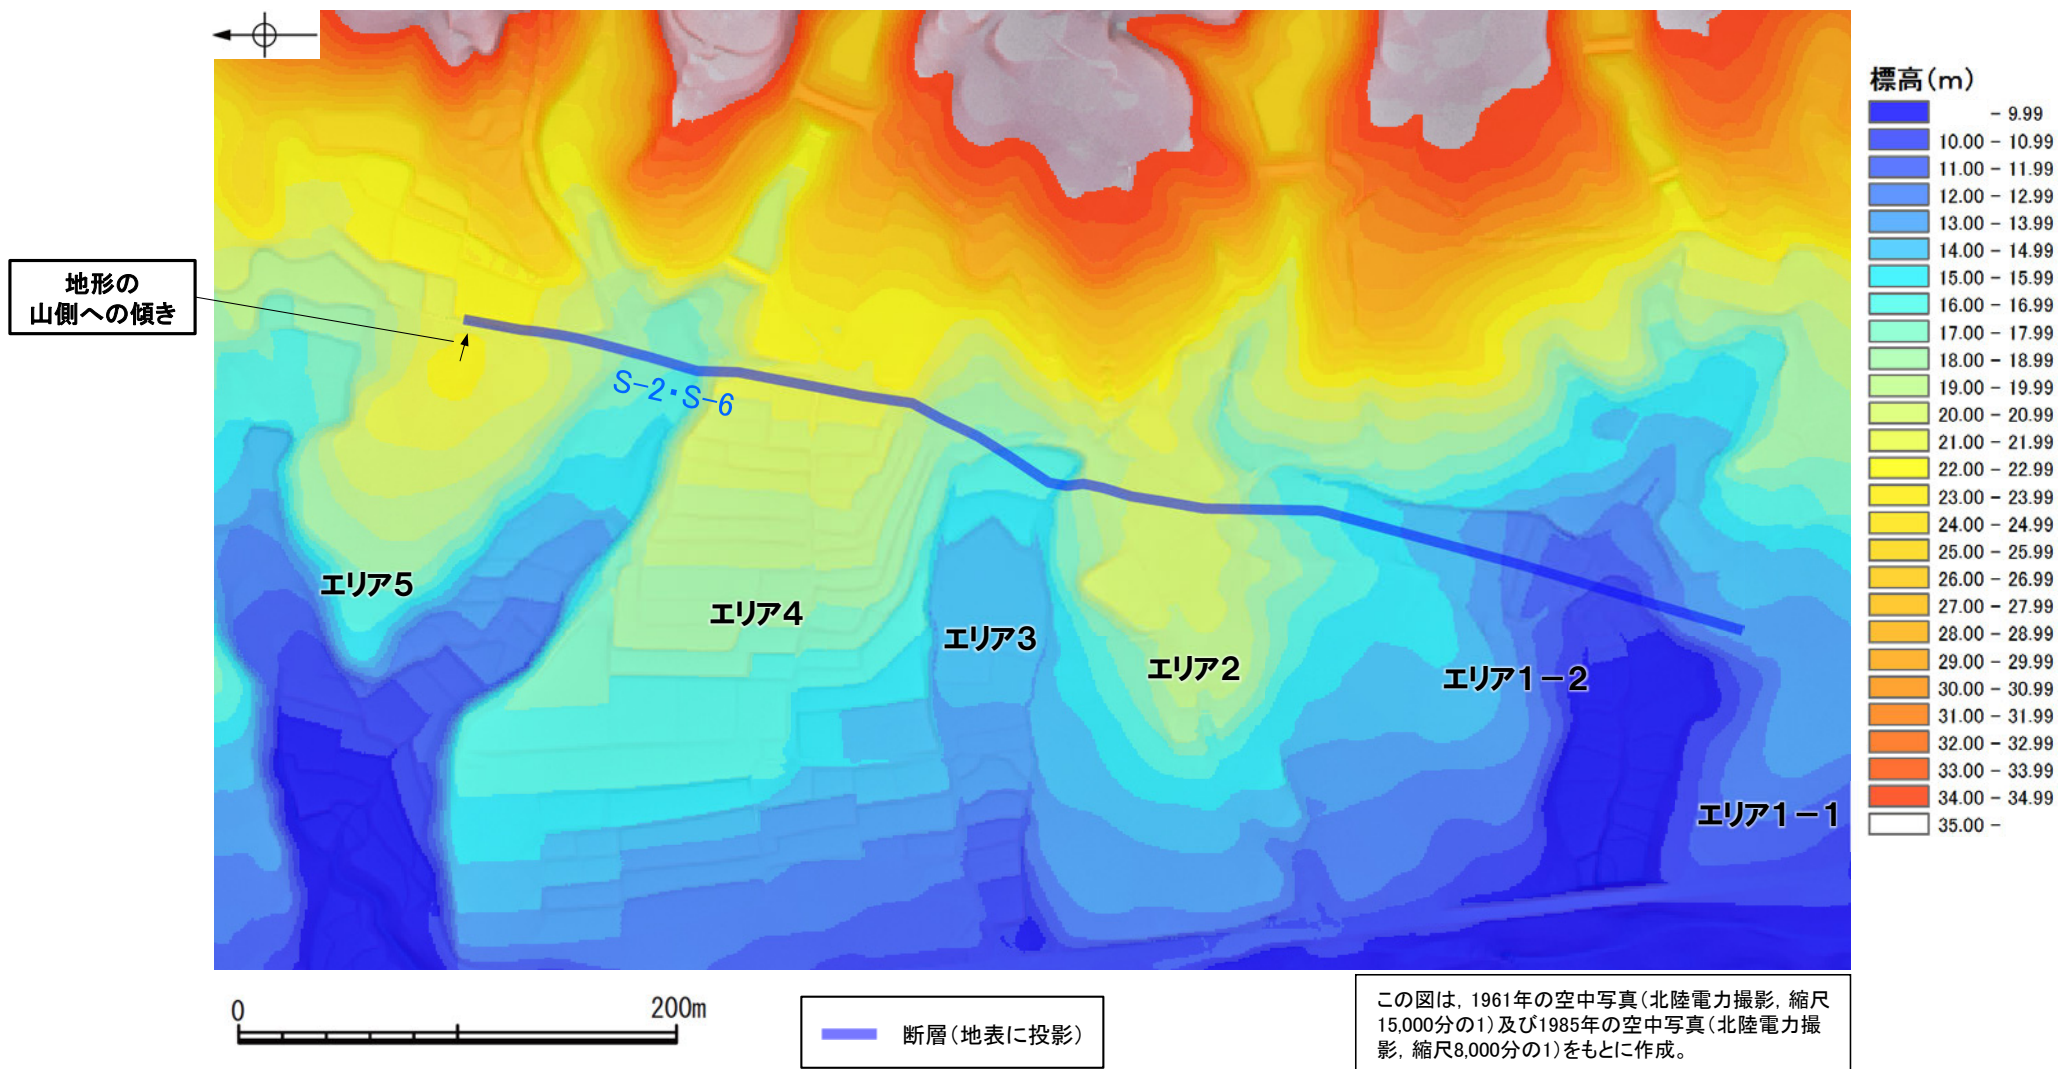 標高(m)
- 9.99
10.00 - 10.99
11.00 - 11.99
12.00 - 12.99
13.00 - 13.99
14.00 - 14.99
15.00 - 15.99
16.00 - 16.99
17.00 - 17.99
18.00 - 18.99
19.00 - 19.99
20.00 - 20.99
21.00 - 21.99
22.00 - 22.99
23.00 - 23.99
24.00 - 24.99
25.00 - 25.99
26.00 - 26.99
27.00 - 27.99
28.00 - 28.99
29.00 - 29.99
30.00 - 30.99
31.00 - 31.99
32.00 - 32.99
33.00 - 33.99
34.00 - 34.99
35.00 -
地形の
山側への傾き
S-2・S-6
エリア5
エリア4
エリア3
エリア2
エリア1-2
エリア1-1
0 200m
断層(地表に投影)
この図は, 1961年の空中写真(北陸電力撮影, 縮尺
15,000分の1)及び1985年の空中写真(北陸電力撮
影, 縮尺8,000分の1)をもとに作成。